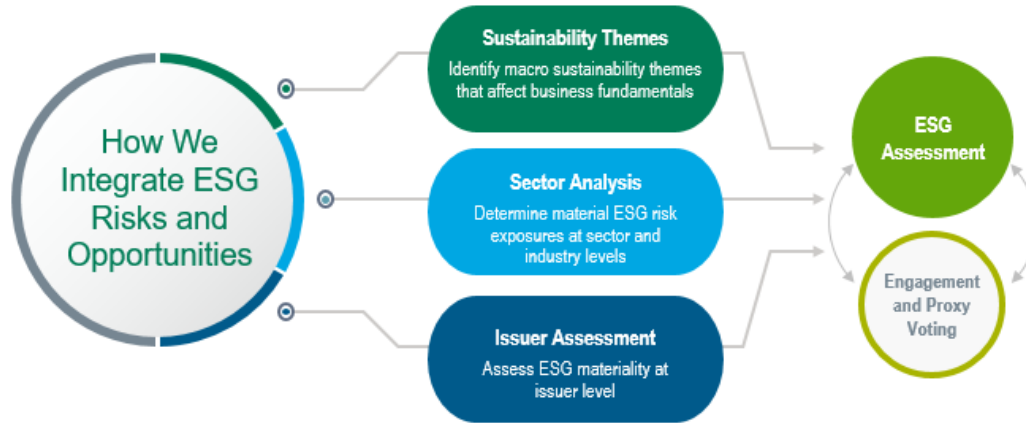 How We
Integrate ESG
Risks and
Opportunities
Sustainability Themes
Identify macro sustainability themes
that affect business fundamentals
Sector Analysis
Determine material ESG risk
exposures at sector and
industry levels
Issuer Assessment
Assess ESG materiality at
issuer level
ESG
Assessment
Engagement
and Proxy
Voting